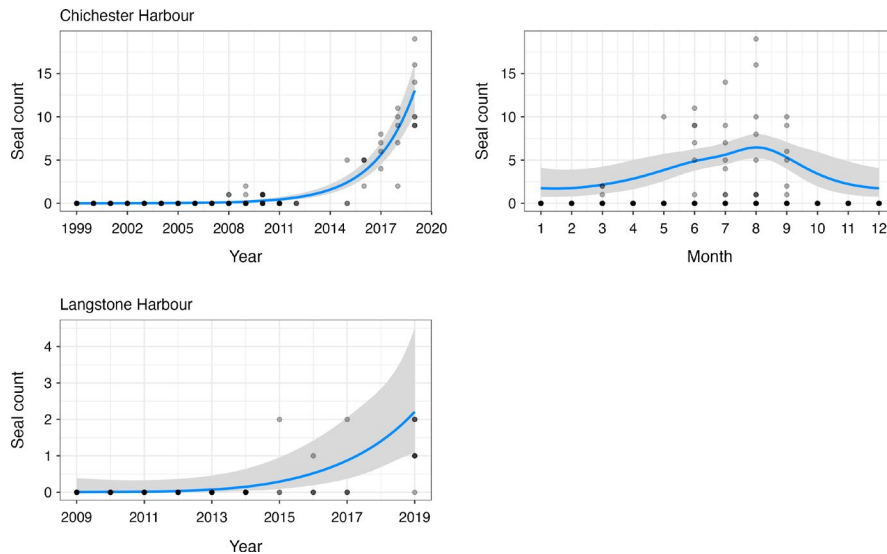 Chichester Harbour
Seal count
15
10
5
0
1999 2002 2005 2008 2011 2014 2017 2020
Year
Seal count
15
10
5
0
1 2 3 4 5 6 7 8 9 10 11 12
Month
Langstone Harbour
Seal count
4
3
2
1
0
2009 2011 2013 2015 2017 2019
Year